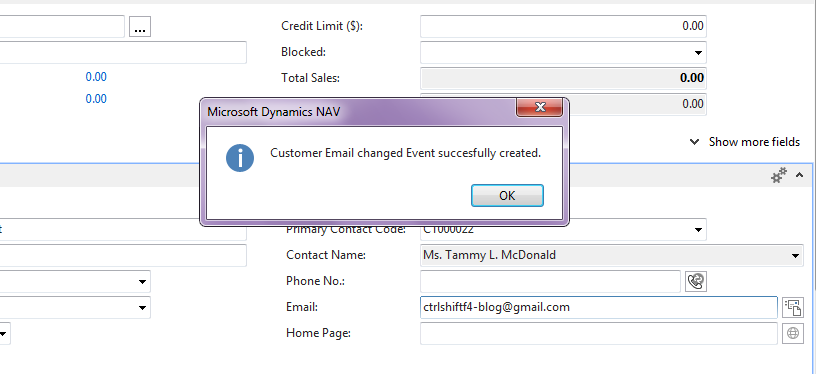 ...
Credit Limit ($): 0.00
Blocked:
0.00 Total Sales: 0.00
0.00 0.00
Microsoft Dynamics NAV
Customer Email changed Event succesfully created.
OK
Show more fields
t Primary Contact Code: CT000022
Contact Name: Ms. Tammy L. McDonald
Phone No.:
Email: ctrlshiftf4-blog@gmail.com
Home Page: